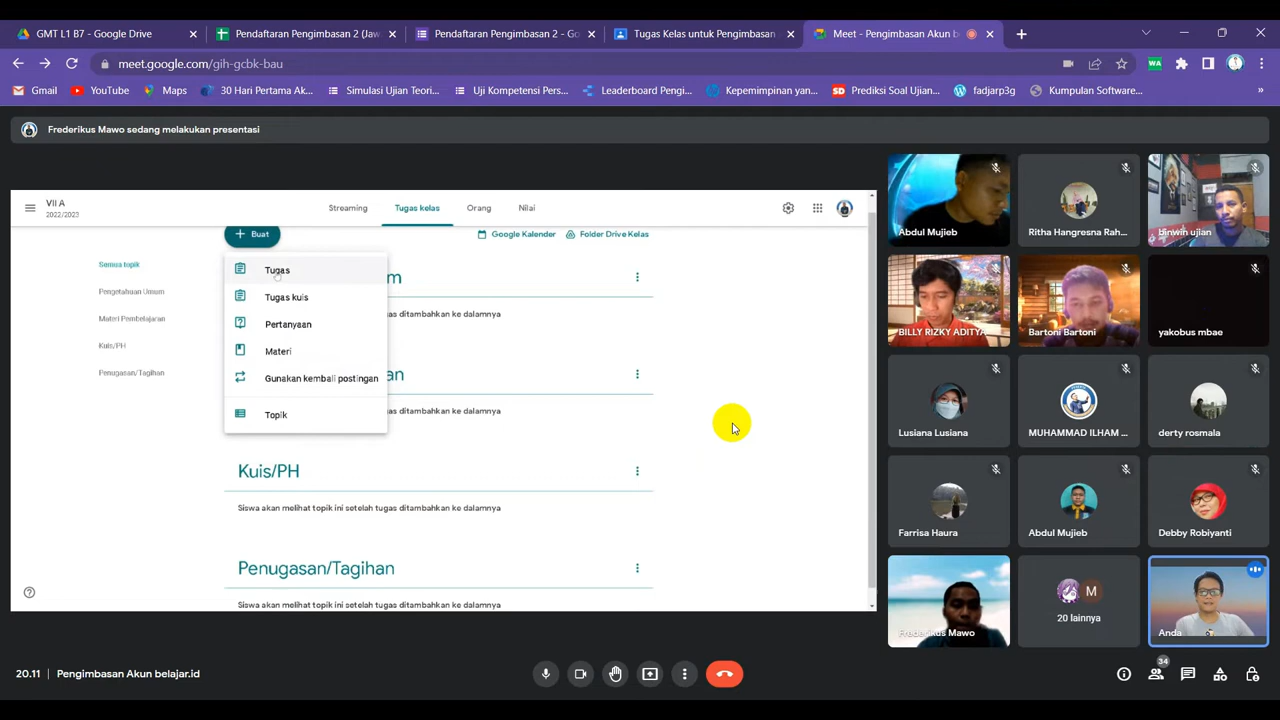 GMT L1 B7 - Google Drive
Pendaftaran Pengimbasan 2 (Jaw
Pendaftaran Pengimbasan 2 - Go
Tugas Kelas untuk Pengimbasan
Meet - Pengimbasan Akun b
meet.google.com/gih-gcbk-bau
WA
Gmail
YouTube
Maps
30 Hari Pertama Ak...
Simulasi Ujian Teori...
Uji Kompetensi Pers...
Leaderboard Pengi...
Kepemimpinan yan...
SD
Prediksi Soal Ujian...
fadjarp3g
Kumpulan Software...
Frederikus Mawo sedang melakukan presentasi
VII A
2022/2023
Streaming
Tugas kelas
Orang
Nilai
Buat
Google Kalender
Folder Drive Kelas
Semua topik
Pengetahuan Umum
Materi Pembelajaran
Kuis/PH
Penugasan/Tagihan
Tugas
Tugas kuis
Pertanyaan
Materi
Gunakan kembali postingan
Topik
m
gas ditambahkan ke dalamnya
an
gas ditambahkan ke dalamnya
Kuis/PH
Siswa akan melihat topik ini setelah tugas ditambahkan ke dalamnya
Penugasan/Tagihan
Siswa akan melihat topik ini setelah tugas ditambahkan ke dalamnya
Abdul Mujieb
Ritha Hangresna Rah...
binwin ujian
BILLY RIZKY ADITYA
Bartoni Bartoni
yakobus mbae
Lusiana Lusiana
MUHAMMAD ILHAM ...
derty rosmala
Farrisa Haura
Abdul Mujieb
Debby Robiyanti
Frederikus Mawo
M
20 lainnya
Anda
20.11
Pengimbasan Akun belajar.id
34